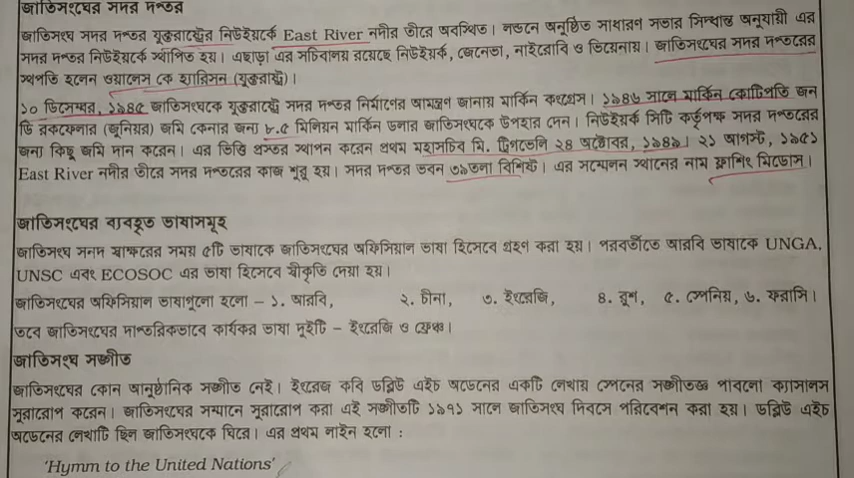 জাতিসংঘের সদর দপ্তর
জাতিসংঘ সদর দপ্তর যুক্তরাষ্ট্রের নিউইয়র্কে East River নদীর তীরে অবস্থিত। লন্ডনে অনুষ্ঠিত সাধারণ সভার সিদ্ধান্ত অনুযায়ী এর
সদর দপ্তর নিউইয়র্কে স্থাপিত হয়। এছাড়া এর সচিবালয় রয়েছে নিউইয়র্ক, জেনেভা, নাইরোবি ও ভিয়েনায়। জাতিসংঘের সদর দপ্তরের
স্থপতি হলেন ওয়ালেস কে হ্যারিসন (যুক্তরাষ্ট্র)।
১০ ডিসেম্বর, ১৯৪৫ জাতিসংঘকে যুক্তরাষ্ট্রে সদর দপ্তর নির্মাণের আমন্ত্রণ জানায় মার্কিন কংগ্রেস। ১৯৪৬ সালে মার্কিন কোটিপতি জন
ডি রকফেলার (জুনিয়র) জমি কেনার জন্য ৮.৫ মিলিয়ন মার্কিন ডলার জাতিসংঘকে উপহার দেন। নিউইয়র্ক সিটি কর্তৃপক্ষ সদর দপ্তরের
জন্য কিছু জমি দান করেন। এর ভিত্তি প্রস্তর স্থাপন করেন প্রথম মহাসচিব মি. ট্রিগভেলি ২৪ অক্টোবর, ১৯৪৯। ২১ আগস্ট, ১৯৫১
East River নদীর তীরে সদর দপ্তরের কাজ শুরু হয়। সদর দপ্তর ভবন ৩৯তলা বিশিষ্ট। এর সম্মেলন স্থানের নাম ফ্লাশিং মিডোস।
জাতিসংঘের ব্যবহৃত ভাষাসমূহ
জাতিসংঘ সনদ স্বাক্ষরের সময় ৫টি ভাষাকে জাতিসংঘের অফিসিয়াল ভাষা হিসেবে গ্রহণ করা হয়। পরবর্তীতে আরবি ভাষাকে UNGA,
UNSC এবং ECOSOC এর ভাষা হিসেবে স্বীকৃতি দেয়া হয়।
জাতিসংঘের অফিসিয়াল ভাষাগুলো হলো – ১. আরবি, ২. চীনা, ৩. ইংরেজি, ৪. রুশ, ৫. স্পেনিয়, ৬. ফরাসি।
তবে জাতিসংঘের দাপ্তরিকভাবে কার্যকর ভাষা দুইটি – ইংরেজি ও ফ্রেঞ্চ।
জাতিসংঘ সঙ্গীত
জাতিসংঘের কোন আনুষ্ঠানিক সঙ্গীত নেই। ইংরেজ কবি ডব্লিউ এইচ অডেনের একটি লেখায় স্পেনের সঙ্গীতজ্ঞ পাবলো ক্যাসালস
সুরারোপ করেন। জাতিসংঘের সম্মানে সুরারোপ করা এই সঙ্গীতটি ১৯৭১ সালে জাতিসংঘ দিবসে পরিবেশন করা হয়। ডব্লিউ এইচ
অডেনের লেখাটি ছিল জাতিসংঘকে ঘিরে। এর প্রথম লাইন হলো :
'Hymm to the United Nations'